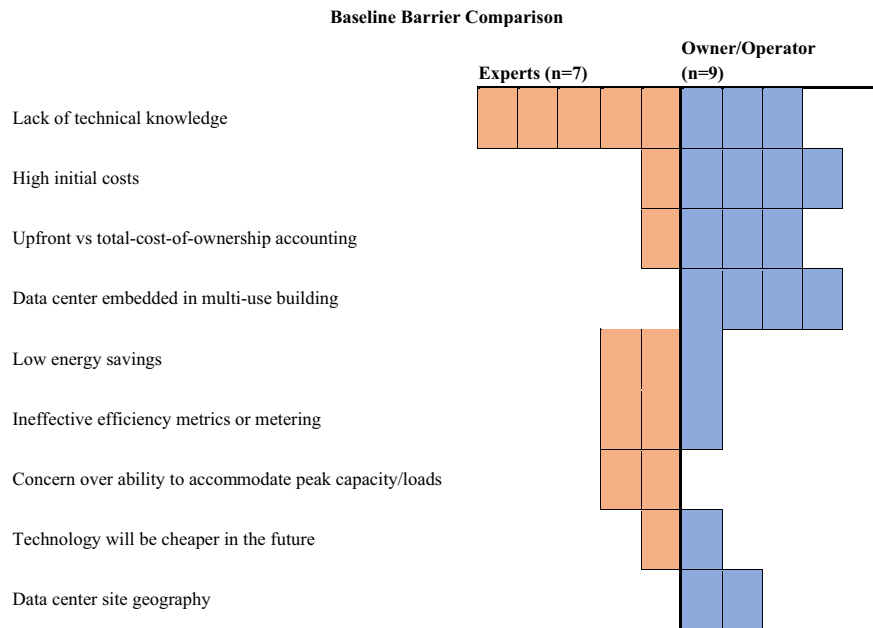 Baseline Barrier Comparison
Owner/Operator
Experts (n=7)
(n=9)
Lack of technical knowledge
High initial costs
Upfront vs total-cost-of-ownership accounting
Data center embedded in multi-use building
Low energy savings
Ineffective efficiency metrics or metering
Concern over ability to accommodate peak capacity/loads
Technology will be cheaper in the future
Data center site geography